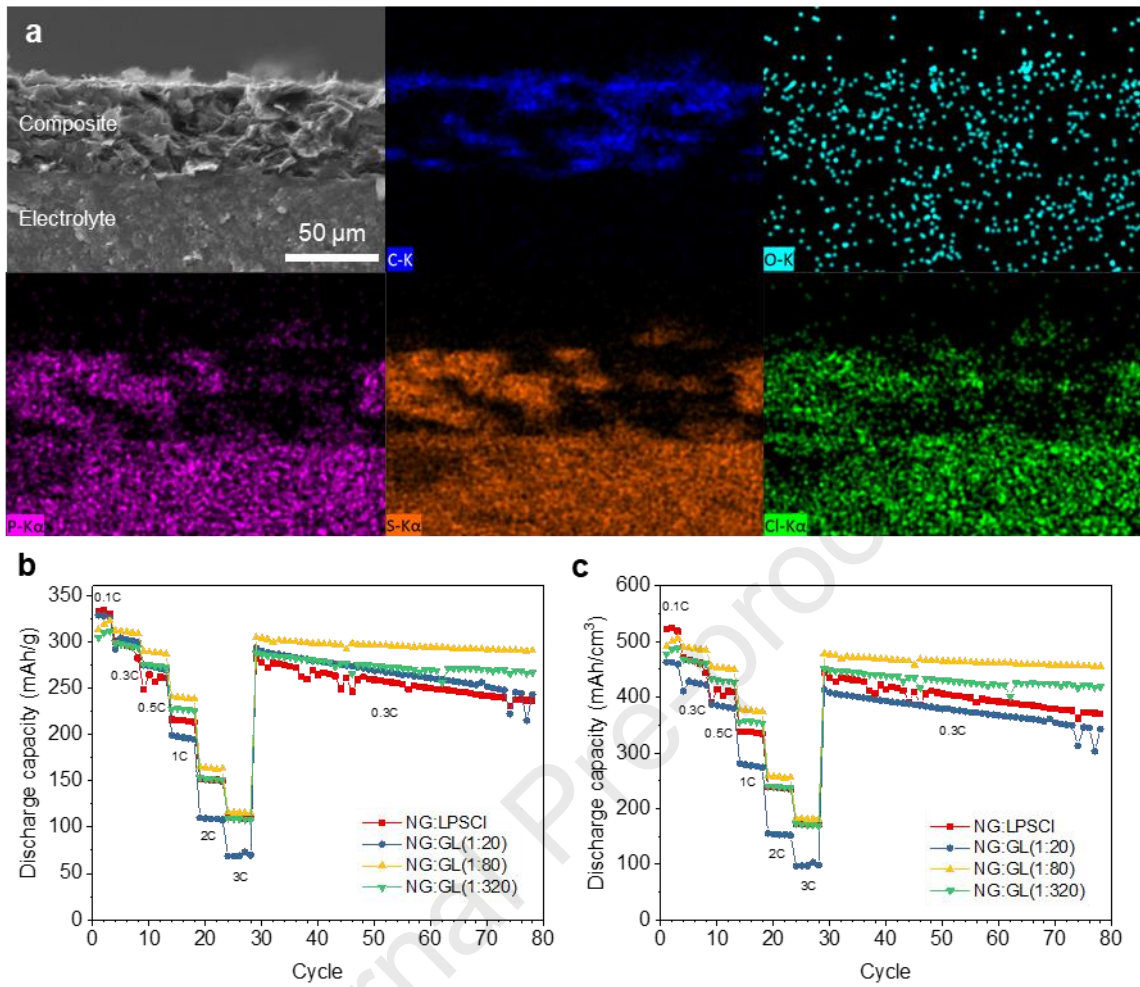 a
Composite
Electrolyte
50 μm
C-K
O-K
P-Kα
S-Kα
Cl-Kα
b
Discharge capacity (mAh/g)
350
300
250
200
150
100
50
0
0.1C
0.3C
0.5C
1C
2C
3C
0.3C
NG:LPSCl
NG:GL(1:20)
NG:GL(1:80)
NG:GL(1:320)
0 10 20 30 40 50 60 70 80
Cycle
c
Discharge capacity (mAh/cm³)
600
500
400
300
200
100
0
0.1C
0.3C
0.5C
1C
2C
3C
0.3C
NG:LPSCl
NG:GL(1:20)
NG:GL(1:80)
NG:GL(1:320)
0 10 20 30 40 50 60 70 80
Cycle
rnal Pre-proo